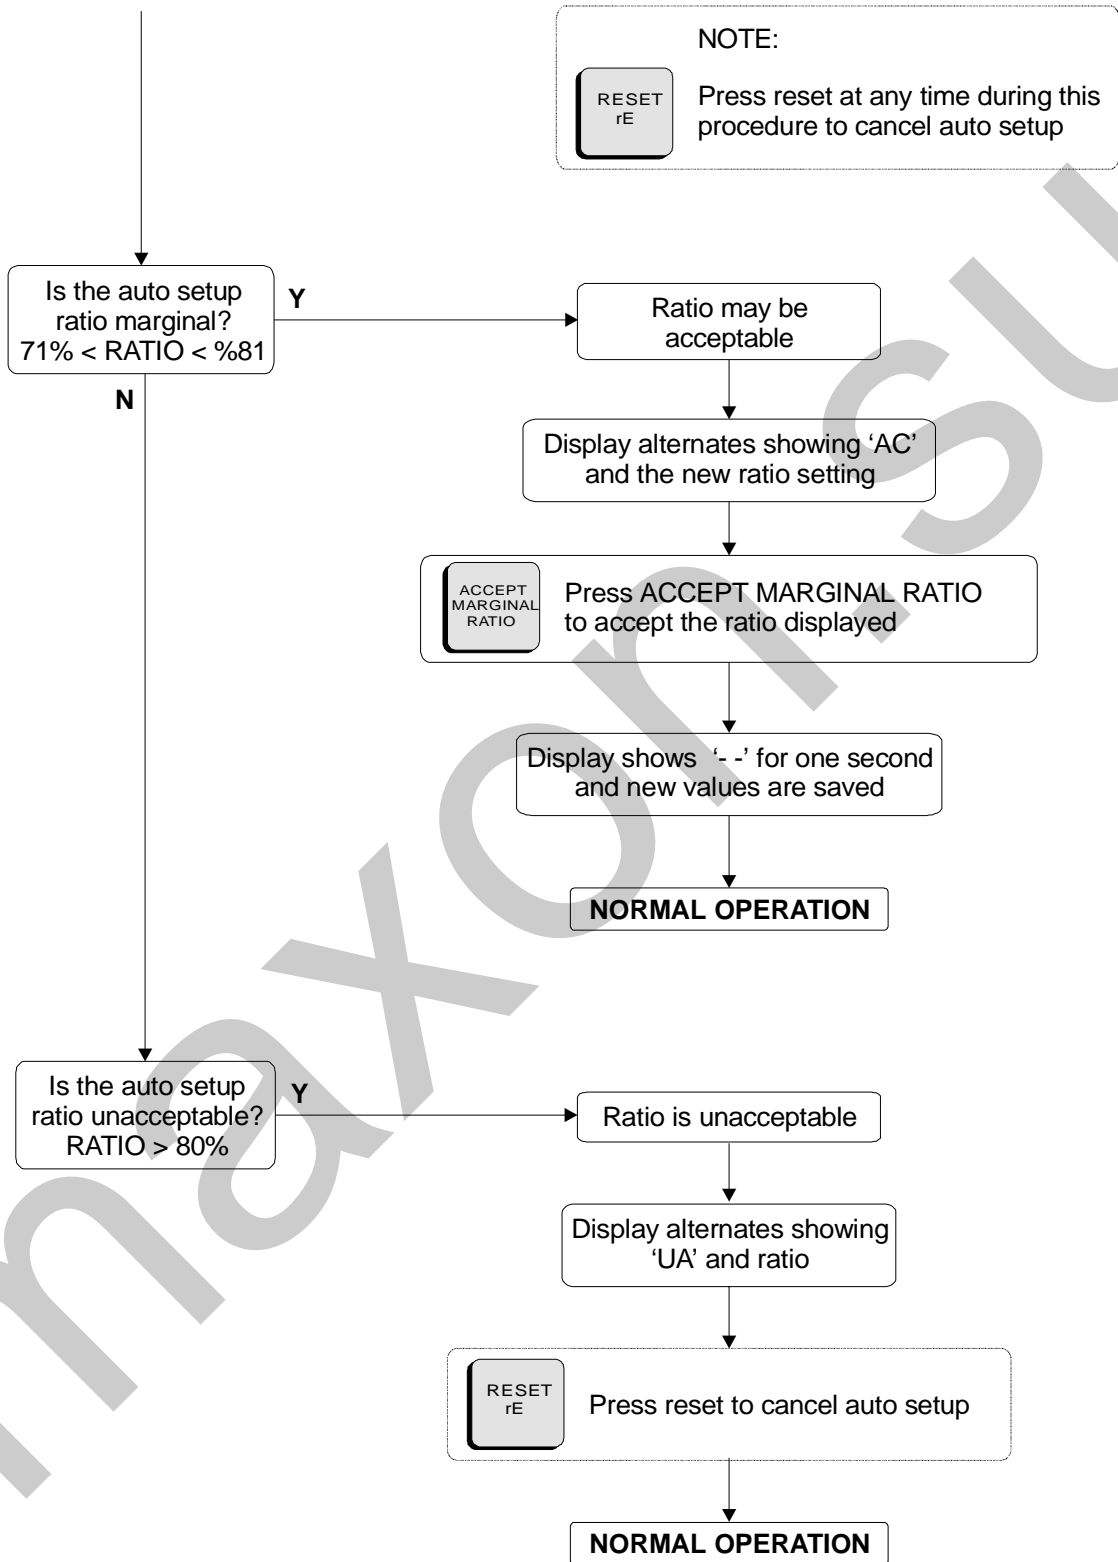 NOTE:
RESET
rE
Press reset at any time during this
procedure to cancel auto setup
Is the auto setup
ratio marginal?
71% < RATIO < %81
Y
N
Ratio may be
acceptable
Display alternates showing ‘AC’
and the new ratio setting
ACCEPT
MARGINAL
RATIO
Press ACCEPT MARGINAL RATIO
to accept the ratio displayed
Display shows ‘- -’ for one second
and new values are saved
NORMAL OPERATION
Is the auto setup
ratio unacceptable?
RATIO > 80%
Y
Ratio is unacceptable
Display alternates showing
‘UA’ and ratio
RESET
rE
Press reset to cancel auto setup
NORMAL OPERATION
maxon.su